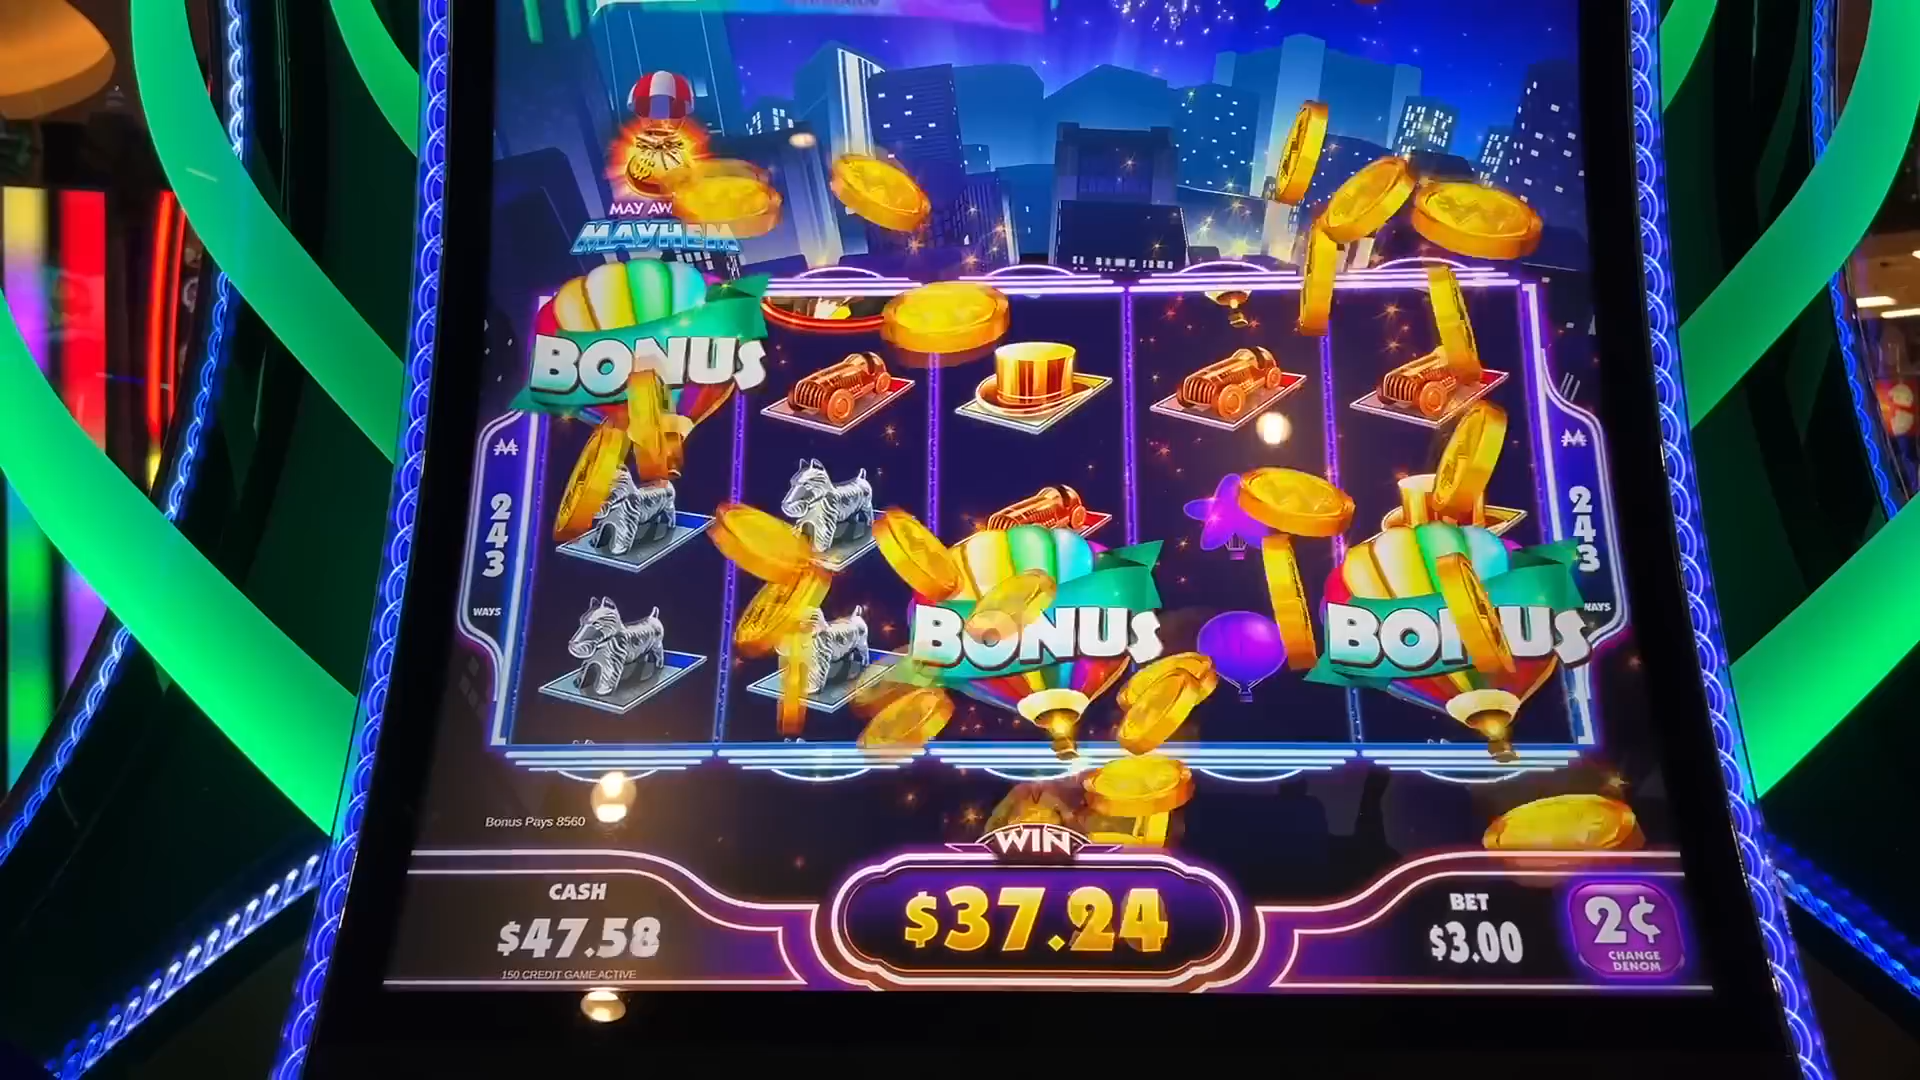 MAY AW
MAYHEM
BONUS
243
WAYS
243
WAYS
BONUS
BONUS
Bonus Pays 8560
WIN
CASH
$47.58
150 CREDIT GAME ACTIVE
$37.24
BET
$3.00
2¢
CHANGE
DENOM